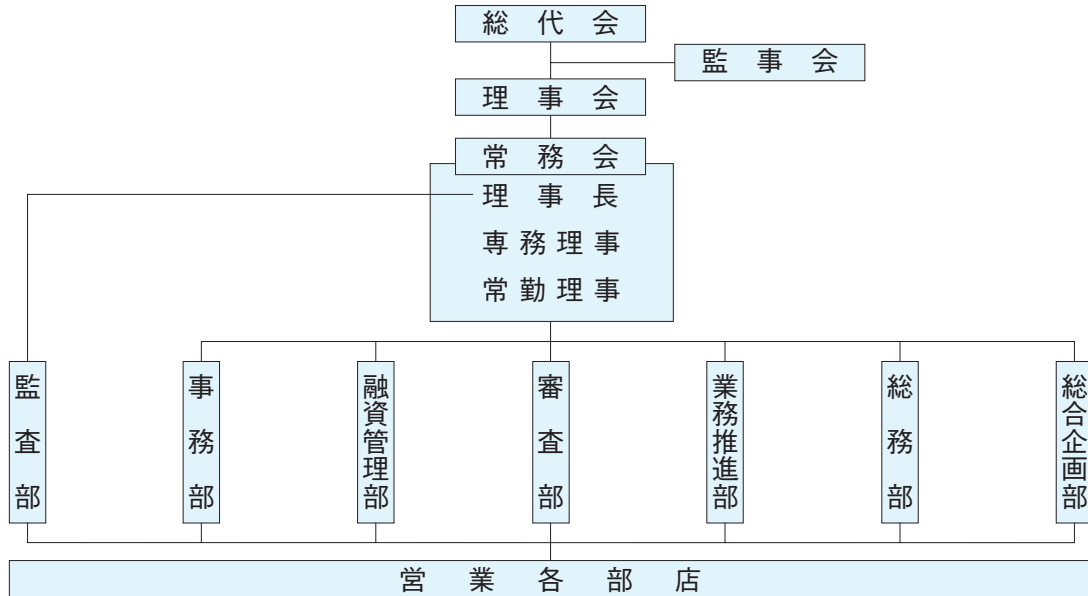 総代会
監事会
理事会
常務会
理事長
専務理事
常勤理事
監査部
事務部
融資管理部
審査部
業務推進部
総務部
総合企画部
営業各部店